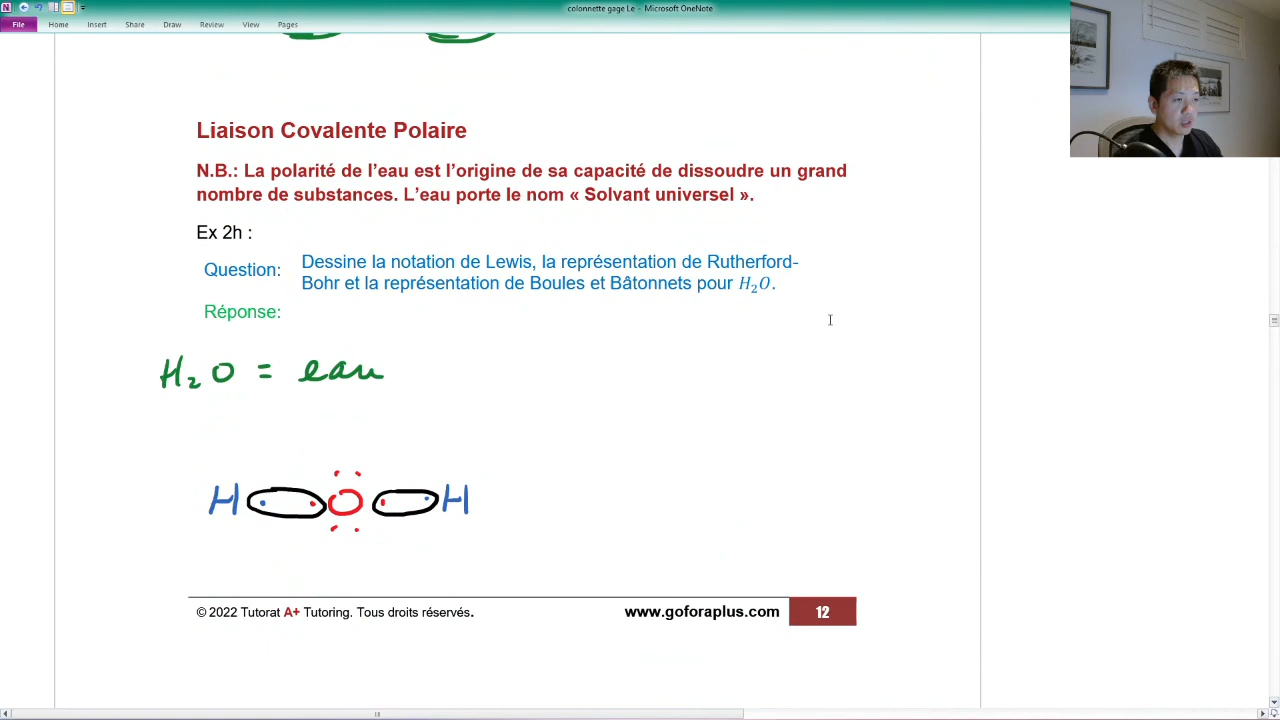 colonnette gage Le – Microsoft OneNote
File Home Insert Share Draw Review View Pages
Liaison Covalente Polaire
N.B.: La polarité de l'eau est l'origine de sa capacité de dissoudre un grand
nombre de substances. L'eau porte le nom « Solvant universel ».
Ex 2h :
Question: Dessine la notation de Lewis, la représentation de Rutherford-
Bohr et la représentation de Boules et Bâtonnets pour H₂O.
Réponse:
H₂O = eau
H O H
© 2022 Tutorat A+ Tutoring. Tous droits réservés. www.goforaplus.com 12